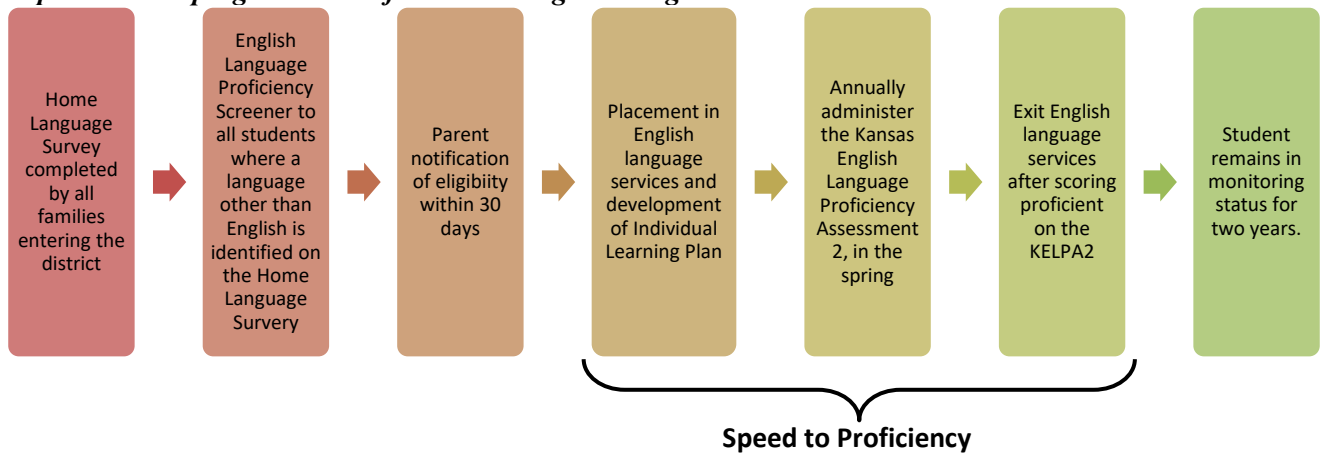 Home
Language
Survey
completed
by all
families
entering the
district
English
Language
Proficiency
Screener to
all students
where a
language
other than
English is
identified on
the Home
Language
Survery
Parent
notification
of eligibiity
within 30
days
Placement in
English
language
services and
development
of Individual
Learning Plan
Annually
administer
the Kansas
English
Language
Proficiency
Assessment
2, in the
spring
Exit English
language
services
after scoring
proficient
on the
KELPA2
Student
remains in
monitoring
status for
two years.
Speed to Proficiency